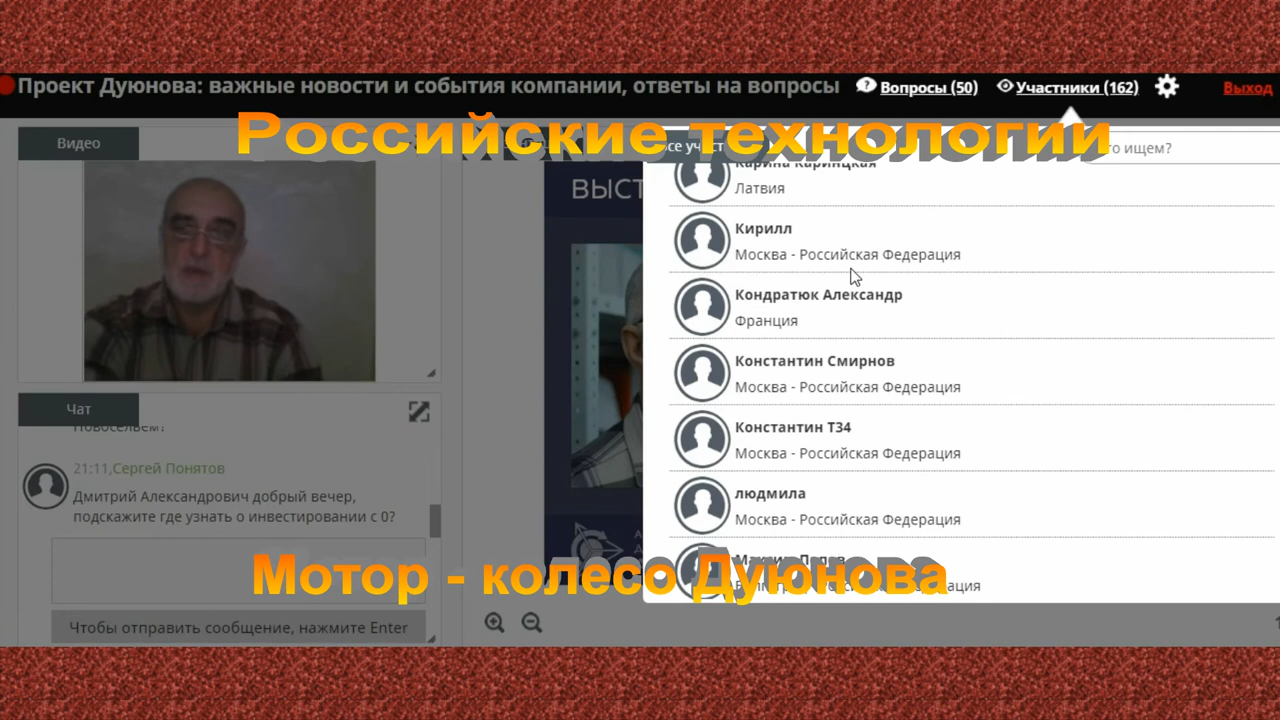 Проект Дуюнова: важные новости и события компании, ответы на вопросы
Вопросы (50)
Участники (162)
Выход
Российские технологии
Видео
ВЫСТ
Латвия
Кирилл
Москва - Российская Федерация
Кондратюк Александр
Франция
Константин Смирнов
Москва - Российская Федерация
Константин Т34
Москва - Российская Федерация
людмила
Москва - Российская Федерация
Чат
21:11,Сергей Понятов
Дмитрий Александрович добрый вечер,
подскажите где узнать о инвестировании с 0?
Мотор - колесо Дуюнова
Чтобы отправить сообщение, нажмите Enter